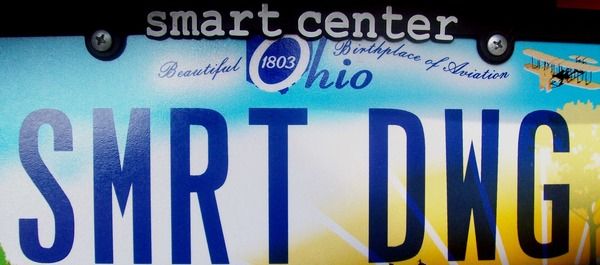 smart center
Beautiful Ohio Birthplace of Aviation
1803
SMRT DWG